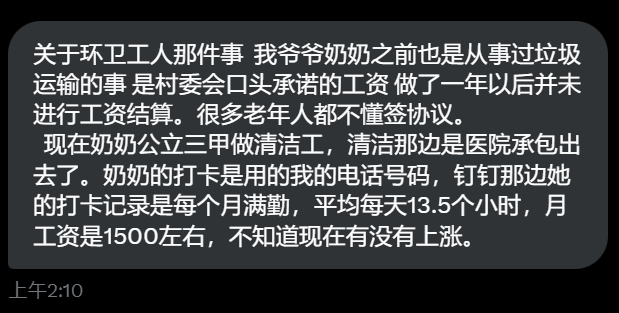 关于环卫工人那件事 我爷爷奶奶之前也是从事过垃圾
运输的事 是村委会口头承诺的工资 做了一年以后并未
进行工资结算。很多老年人都不懂签协议。
现在奶奶公立三甲做清洁工，清洁那边是医院承包出
去了。奶奶的打卡是用的我的电话号码，钉钉那边她
的打卡记录是每个月满勤，平均每天13.5个小时，月
工资是1500左右，不知道现在有没有上涨。
上午2:10